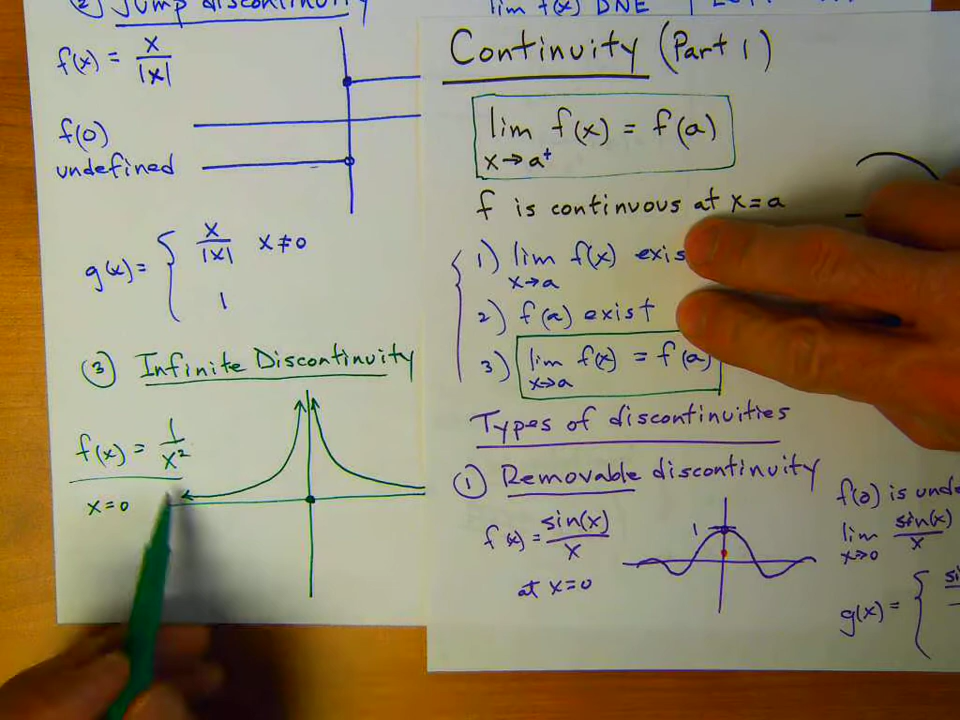 ② Jump discontinuity
f(x) = x/|x|
f(0)
undefined
g(x) = { x/|x| x≠0
1
③ Infinite Discontinuity
f(x) = 1/x²
x=0
lim f(x) DNE
Continuity (Part 1)
lim f(x) = f(a)
x→a⁺
f is continuous at x=a
1) lim f(x) exis
x→a
2) f(a) exist
3) lim f(x) = f(a)
x→a
Types of discontinuities
① Removable discontinuity
f(x) = sin(x)/x
at x=0
1
f(0) is unde
lim sin(x)/x
x→0
g(x) = { si